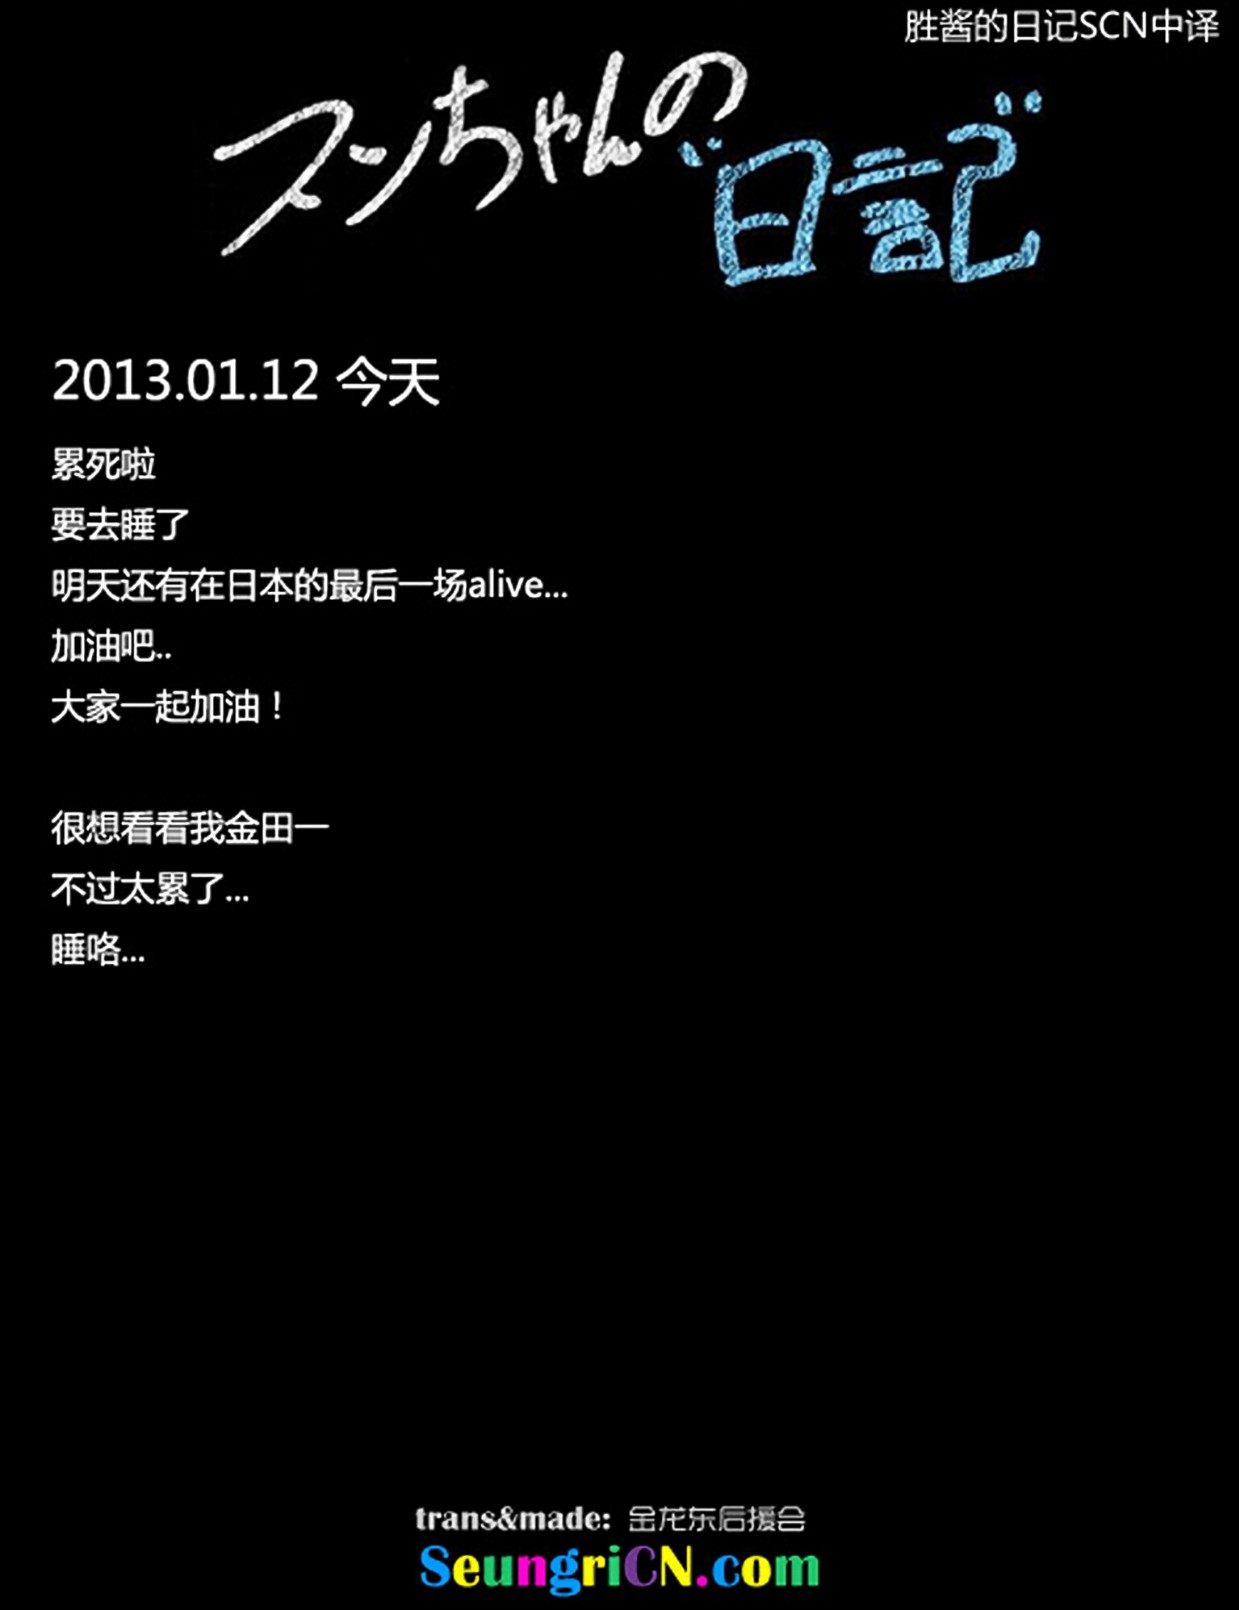 胜酱的日记SCN中译
スンちゃんの
日記
2013.01.12 今天
累死啦
要去睡了
明天还有在日本的最后一场alive...
加油吧..
大家一起加油！
很想看看我金田一
不过太累了...
睡咯...
trans&made: 金龙东后援会
SeungriCN.com